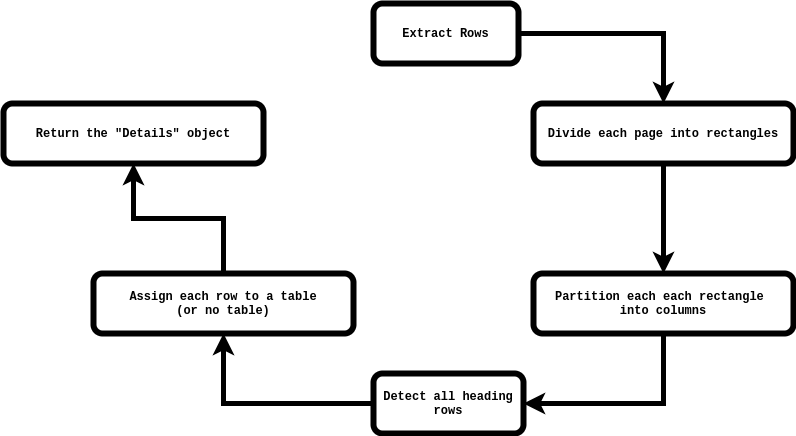 Extract Rows
Divide each page into rectangles
Partition each each rectangle
into columns
Detect all heading
rows
Assign each row to a table
(or no table)
Return the "Details" object